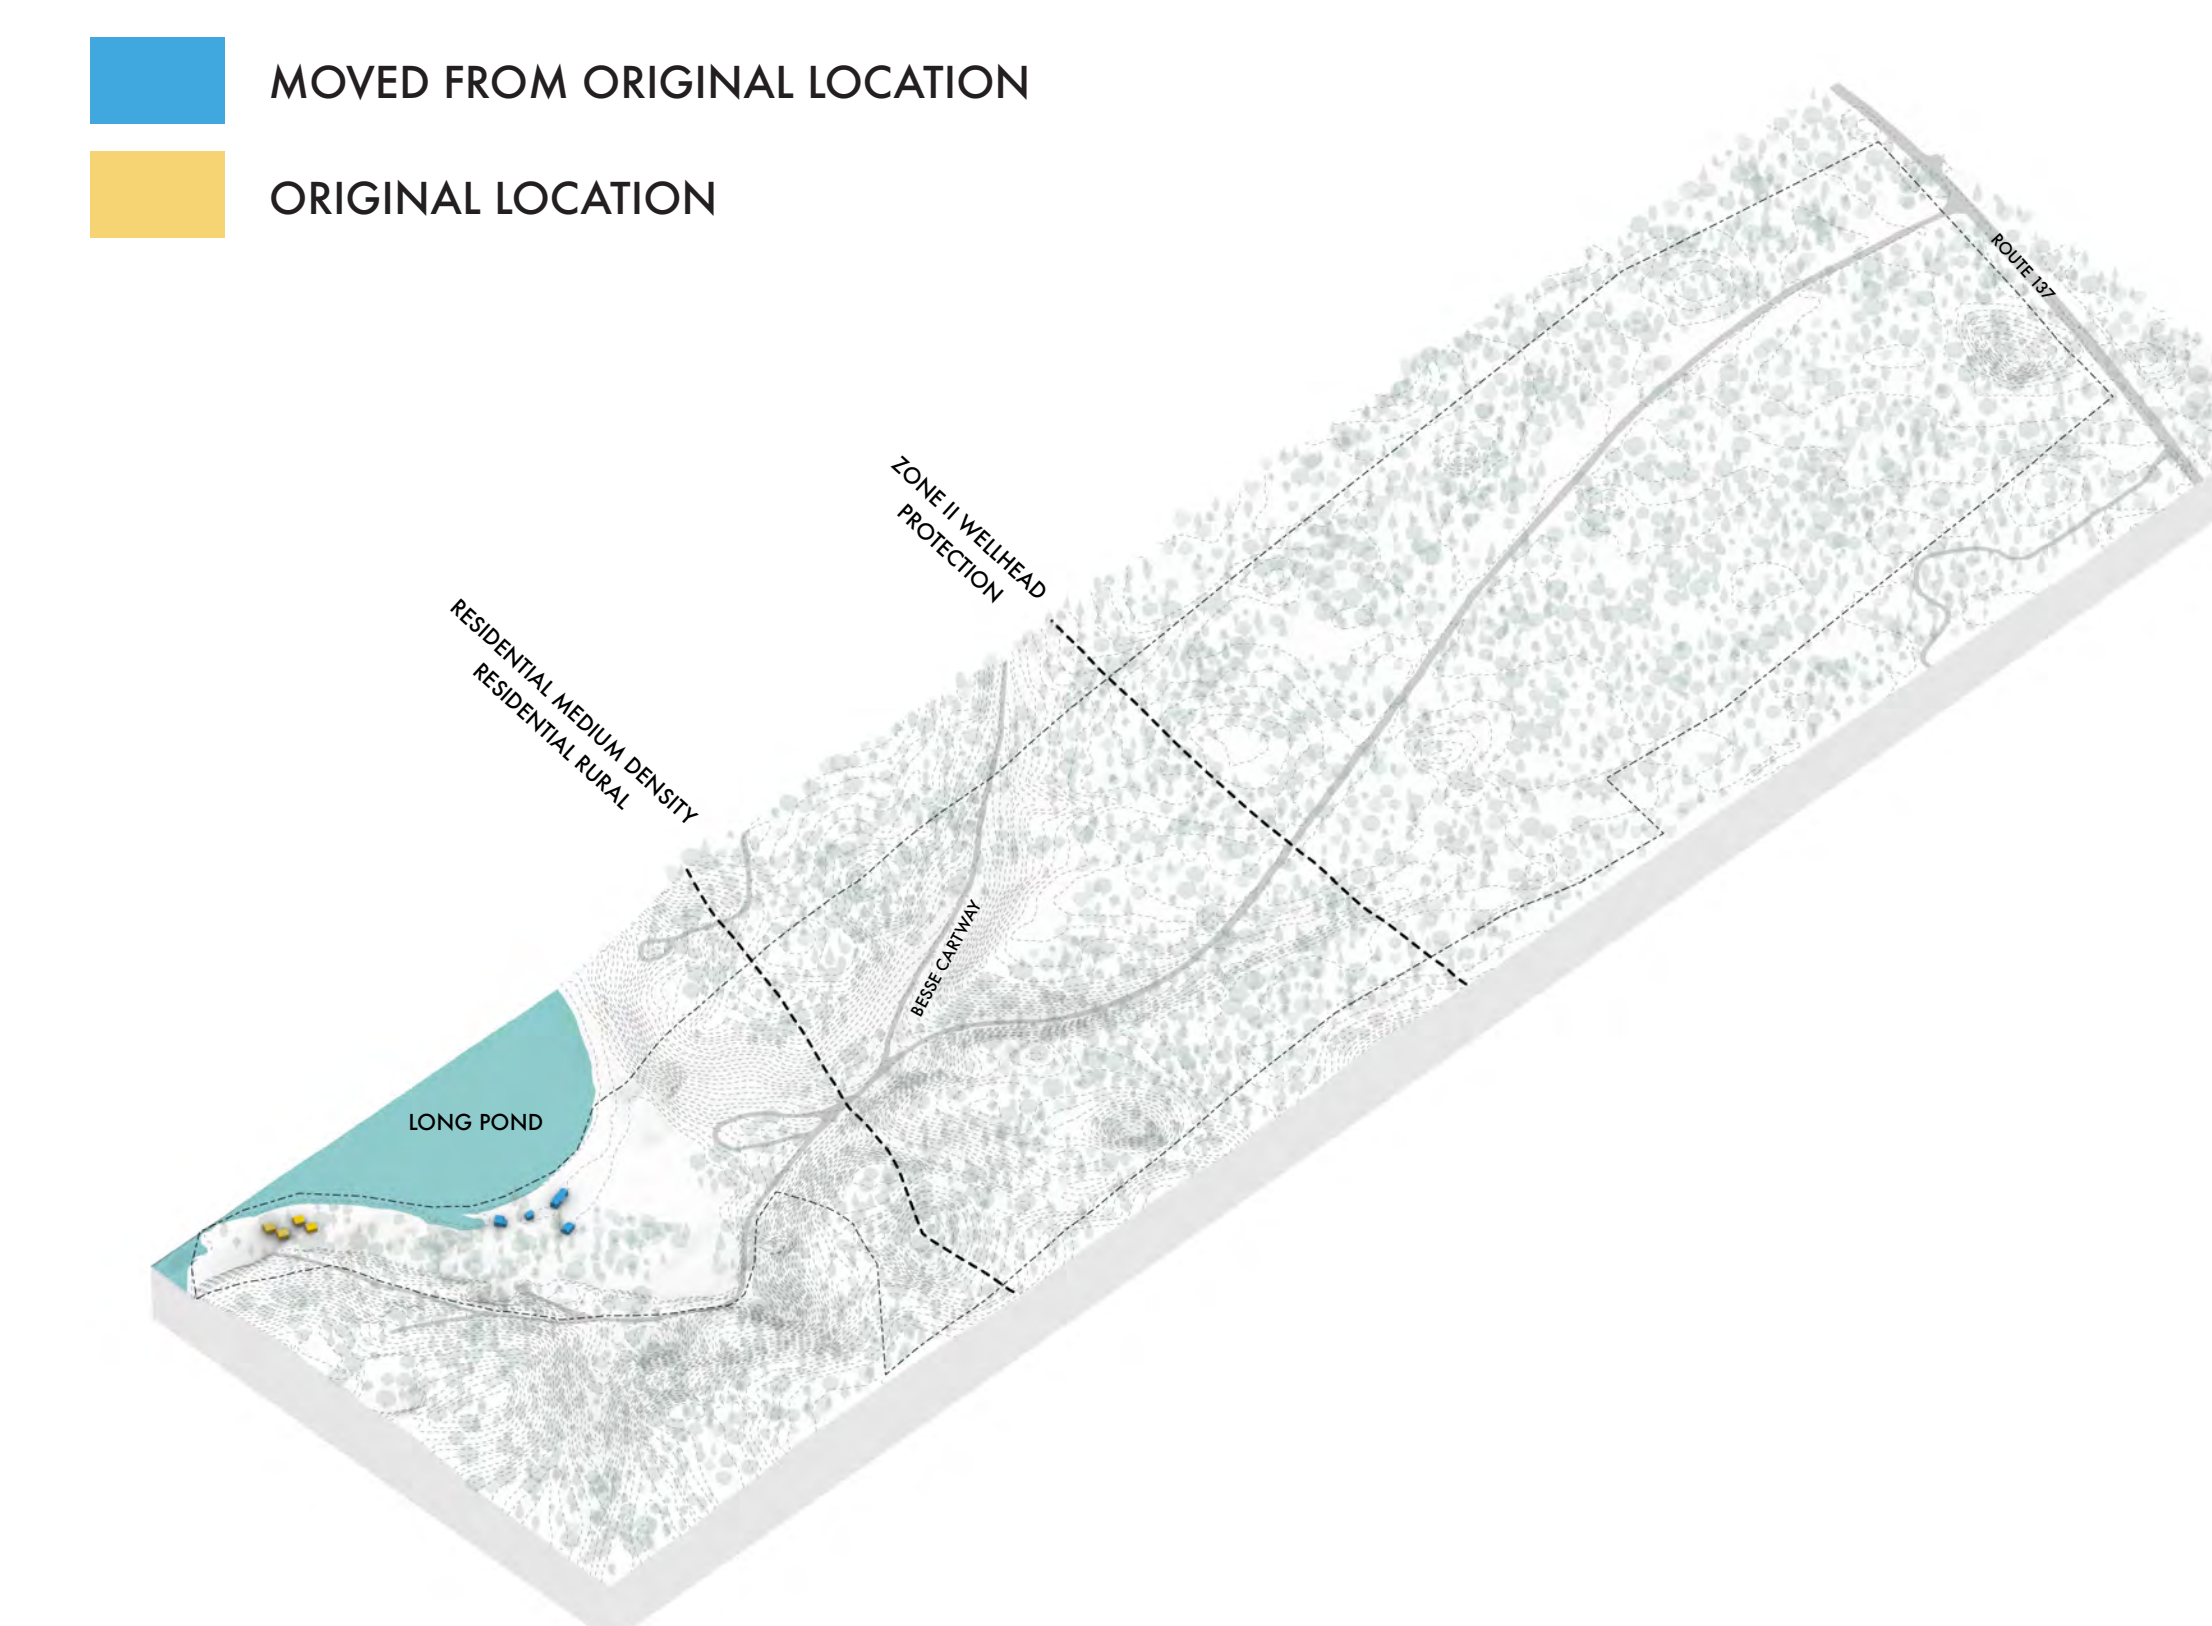 MOVED FROM ORIGINAL LOCATION
ORIGINAL LOCATION
ROUTE 137
ZONE II WELLHEAD
PROTECTION
RESIDENTIAL MEDIUM DENSITY
RESIDENTIAL RURAL
BESSE CARTWAY
LONG POND